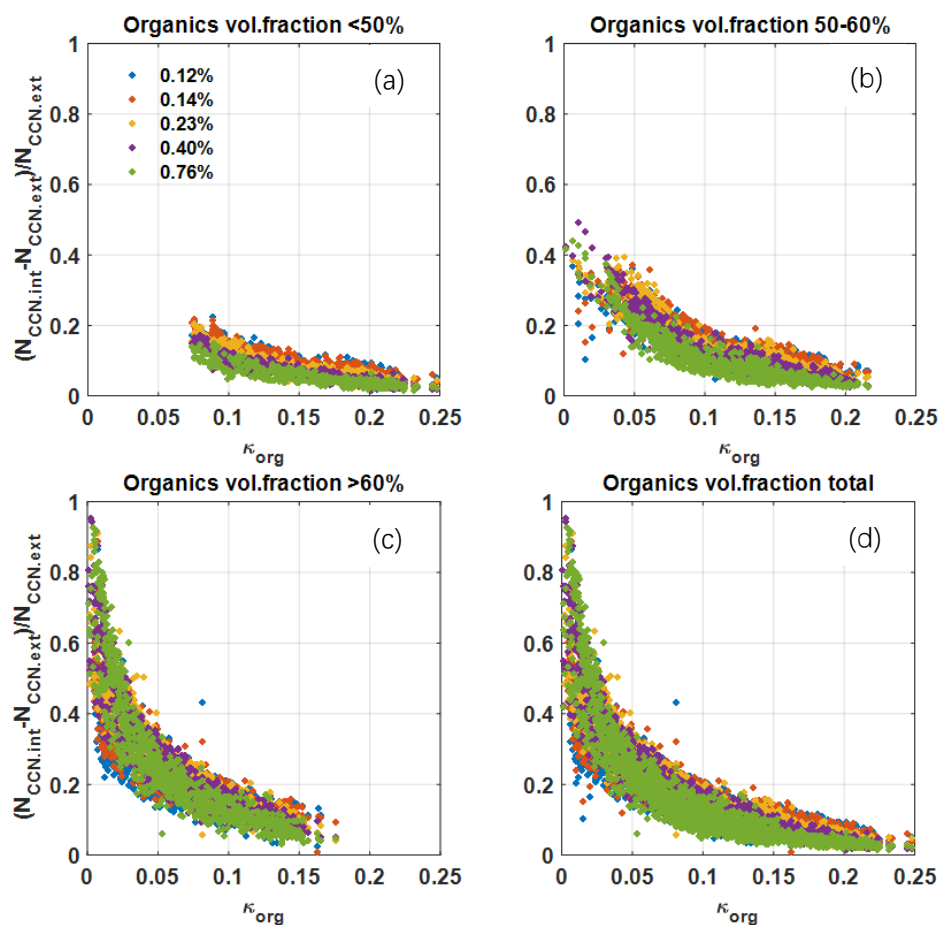 Organics vol.fraction <50%
(a)
0.12%
0.14%
0.23%
0.40%
0.76%
(N_CCN.int-N_CCN.ext)/N_CCN.ext
1
0.8
0.6
0.4
0.2
0
0 0.05 0.1 0.15 0.2 0.25
κ_org
Organics vol.fraction 50-60%
(b)
1
0.8
0.6
0.4
0.2
0
0 0.05 0.1 0.15 0.2 0.25
κ_org
Organics vol.fraction >60%
(c)
(N_CCN.int-N_CCN.ext)/N_CCN.ext
1
0.8
0.6
0.4
0.2
0
0 0.05 0.1 0.15 0.2 0.25
κ_org
Organics vol.fraction total
(d)
1
0.8
0.6
0.4
0.2
0
0 0.05 0.1 0.15 0.2 0.25
κ_org